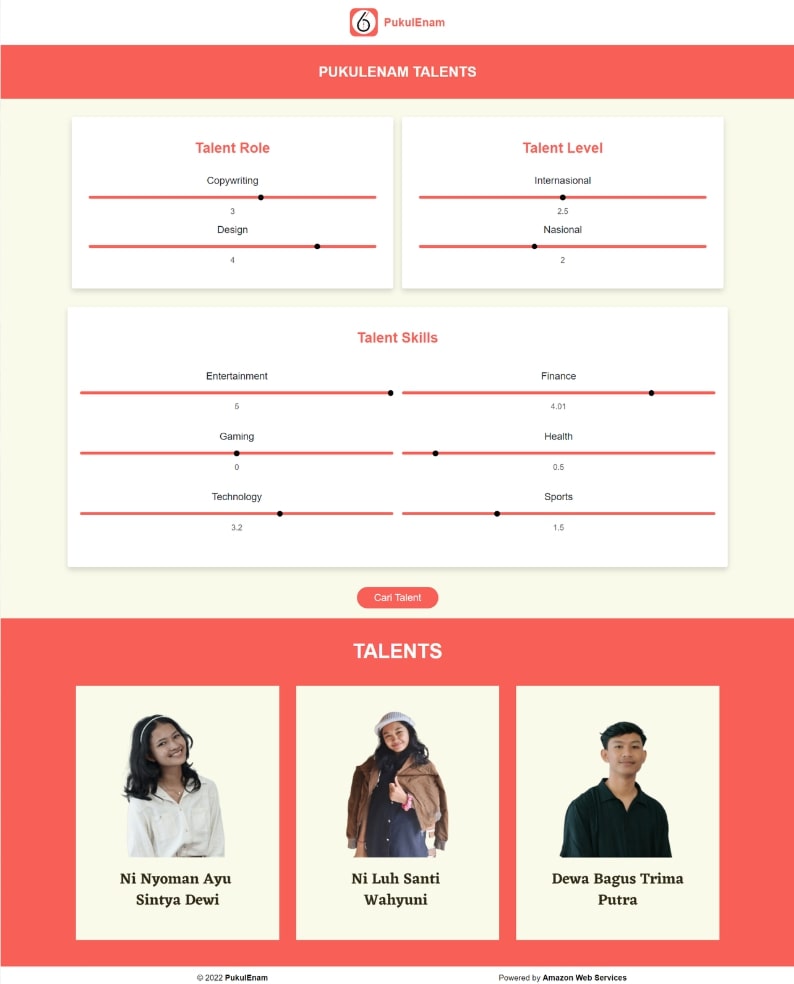 6
PukulEnam
PUKULENAM TALENTS
Talent Role
Copywriting
3
Design
4
Talent Level
Internasional
2.5
Nasional
2
Talent Skills
Entertainment
5
Finance
4.01
Gaming
0
Health
0.5
Technology
3.2
Sports
1.5
Cari Talent
TALENTS
Ni Nyoman Ayu
Sintya Dewi
Ni Luh Santi
Wahyuni
Dewa Bagus Trima
Putra
© 2022 PukulEnam
Powered by Amazon Web Services